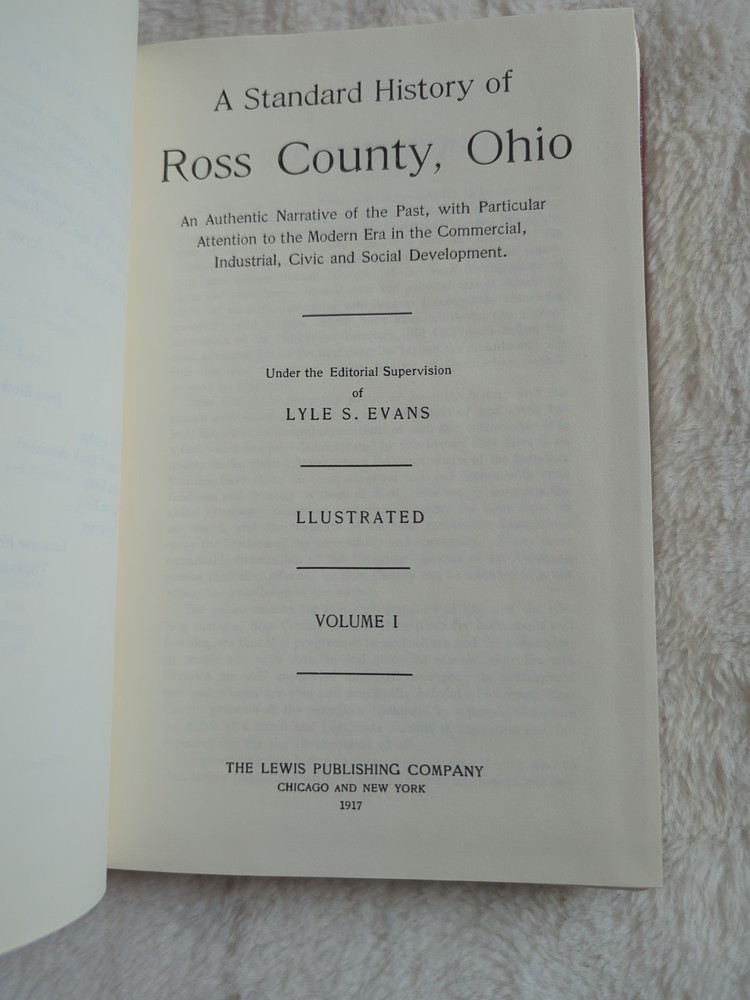 A Standard History of
Ross County, Ohio
An Authentic Narrative of the Past, with Particular
Attention to the Modern Era in the Commercial,
Industrial, Civic and Social Development.
Under the Editorial Supervision
of
LYLE S. EVANS
LLUSTRATED
VOLUME I
THE LEWIS PUBLISHING COMPANY
CHICAGO AND NEW YORK
1917